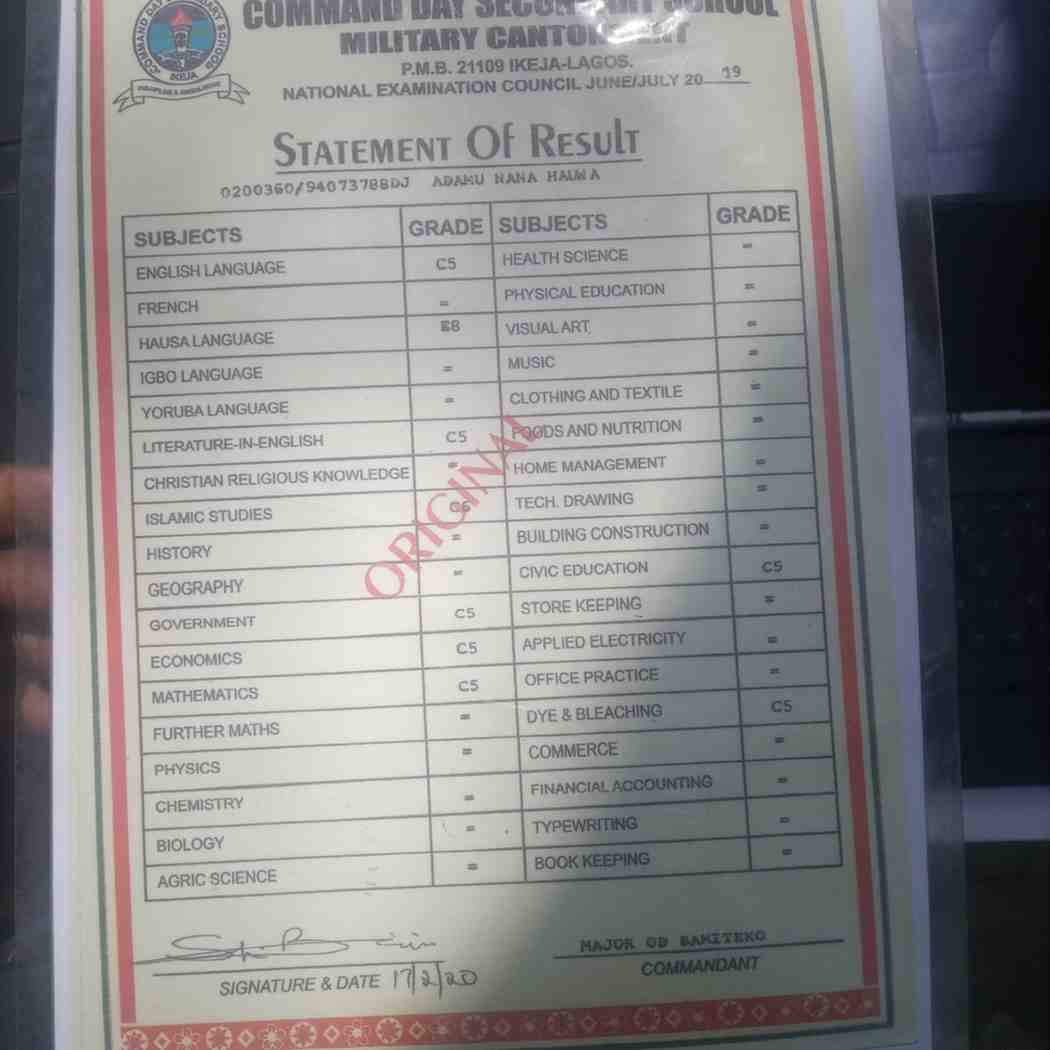 COMMAND DAY SECONDARY SCHOOL
MILITARY CANTONMENT
P.M.B. 21109 IKEJA-LAGOS.
NATIONAL EXAMINATION COUNCIL JUNE/JULY 20 19
IKEJA
STATEMENT OF RESULT
0200360/94073788DJ ADAMU NANA HAUWA
SUBJECTS GRADE SUBJECTS GRADE
ENGLISH LANGUAGE C5 HEALTH SCIENCE =
FRENCH = PHYSICAL EDUCATION =
HAUSA LANGUAGE E8 VISUAL ART =
IGBO LANGUAGE = MUSIC =
YORUBA LANGUAGE = CLOTHING AND TEXTILE =
LITERATURE-IN-ENGLISH C5 FOODS AND NUTRITION =
CHRISTIAN RELIGIOUS KNOWLEDGE = HOME MANAGEMENT =
ISLAMIC STUDIES C6 TECH. DRAWING =
HISTORY = BUILDING CONSTRUCTION =
GEOGRAPHY = CIVIC EDUCATION C5
GOVERNMENT C5 STORE KEEPING =
ECONOMICS C5 APPLIED ELECTRICITY =
MATHEMATICS C5 OFFICE PRACTICE =
FURTHER MATHS = DYE & BLEACHING C5
PHYSICS = COMMERCE =
CHEMISTRY = FINANCIAL ACCOUNTING =
BIOLOGY = TYPEWRITING =
AGRIC SCIENCE = BOOK KEEPING =
ORIGINAL
MAJOR OD BAMITEKO
SIGNATURE & DATE 17/2/20 COMMANDANT